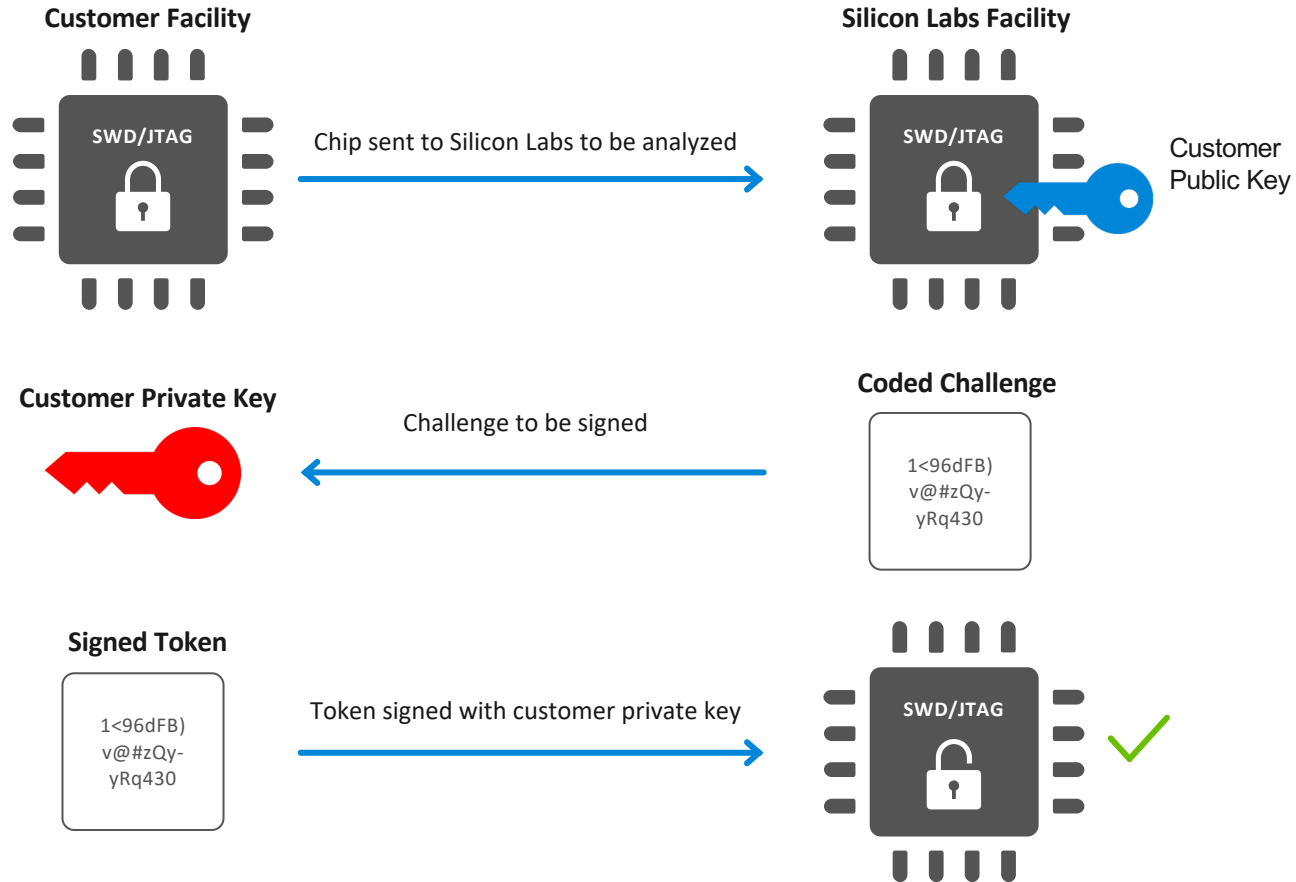 Customer Facility
Silicon Labs Facility
SWD/JTAG
Chip sent to Silicon Labs to be analyzed
SWD/JTAG
Customer
Public Key
Customer Private Key
Challenge to be signed
Coded Challenge
1<96dFB)
v@#zQy-
yRq430
Signed Token
1<96dFB)
v@#zQy-
yRq430
Token signed with customer private key
SWD/JTAG